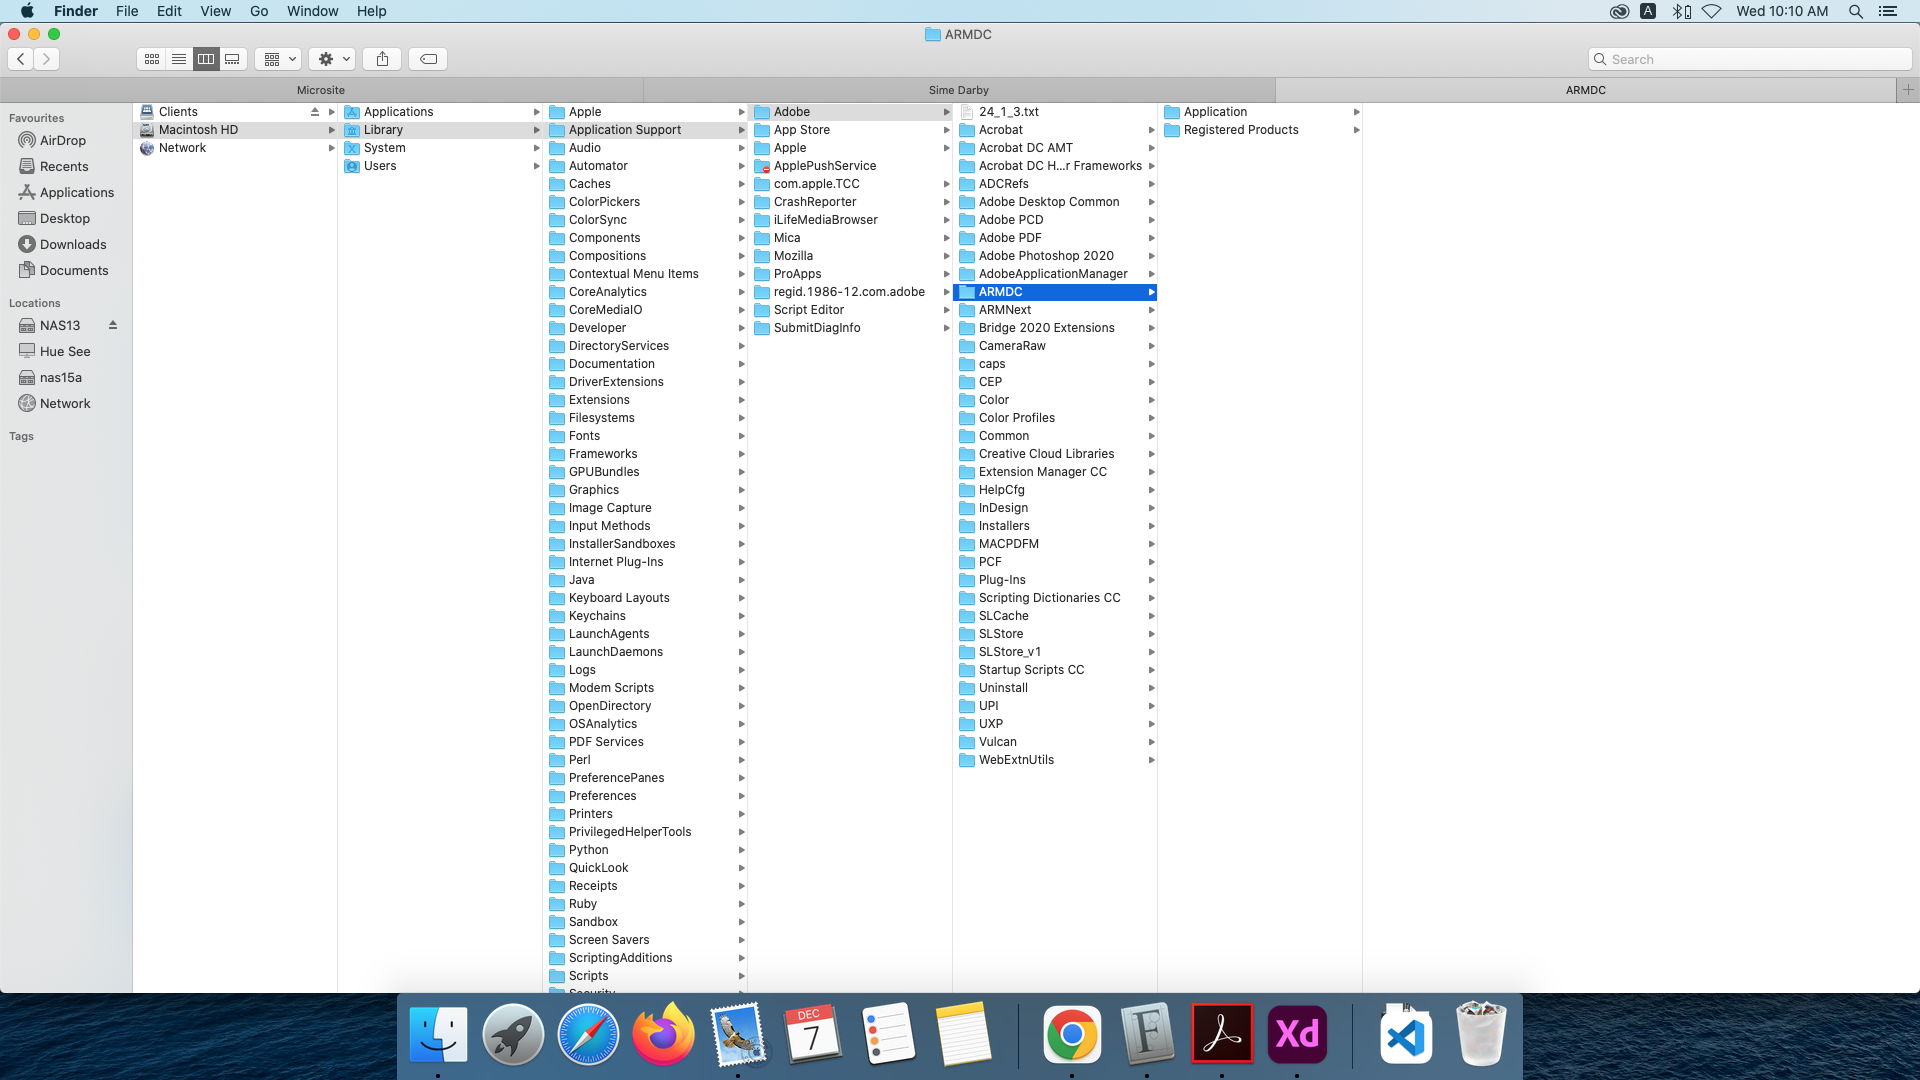 Finder File Edit View Go Window Help
A Wed 10:10 AM
ARMDC
Search
Microsite Sime Darby ARMDC
Favourites
AirDrop
Recents
Applications
Desktop
Downloads
Documents
Locations
NAS13
Hue See
nas15a
Network
Tags
Clients
Macintosh HD
Network
Applications
Library
System
Users
Apple
Application Support
Audio
Automator
Caches
ColorPickers
ColorSync
Components
Compositions
Contextual Menu Items
CoreAnalytics
CoreMediaIO
Developer
DirectoryServices
Documentation
DriverExtensions
Extensions
Filesystems
Fonts
Frameworks
GPUBundles
Graphics
Image Capture
Input Methods
InstallerSandboxes
Internet Plug-Ins
Java
Keyboard Layouts
Keychains
LaunchAgents
LaunchDaemons
Logs
Modem Scripts
OpenDirectory
OSAnalytics
PDF Services
Perl
PreferencePanes
Preferences
Printers
PrivilegedHelperTools
Python
QuickLook
Receipts
Ruby
Sandbox
Screen Savers
ScriptingAdditions
Scripts
Security
Adobe
App Store
Apple
ApplePushService
com.apple.TCC
CrashReporter
iLifeMediaBrowser
Mica
Mozilla
ProApps
regid.1986-12.com.adobe
Script Editor
SubmitDiagInfo
24_1_3.txt
Acrobat
Acrobat DC AMT
Acrobat DC H...r Frameworks
ADCRefs
Adobe Desktop Common
Adobe PCD
Adobe PDF
Adobe Photoshop 2020
AdobeApplicationManager
ARMDC
ARMNext
Bridge 2020 Extensions
CameraRaw
caps
CEP
Color
Color Profiles
Common
Creative Cloud Libraries
Extension Manager CC
HelpCfg
InDesign
Installers
MACPDFM
PCF
Plug-Ins
Scripting Dictionaries CC
SLCache
SLStore
SLStore_v1
Startup Scripts CC
Uninstall
UPI
UXP
Vulcan
WebExtnUtils
Application
Registered Products
DEC
7
F
Xd